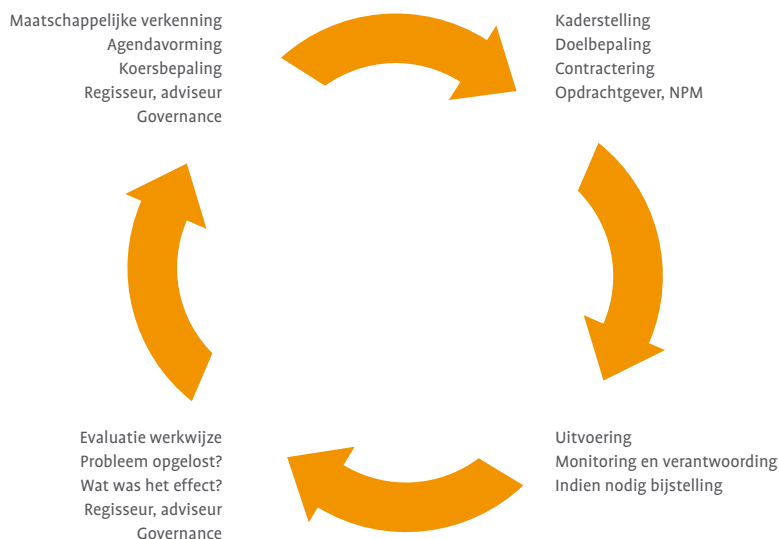 Maatschappelijke verkenning
Agendavorming
Koersbepaling
Regisseur, adviseur
Governance
Kaderstelling
Doelbepaling
Contractering
Opdrachtgever, NPM
Uitvoering
Monitoring en verantwoording
Indien nodig bijstelling
Evaluatie werkwijze
Probleem opgelost?
Wat was het effect?
Regisseur, adviseur
Governance